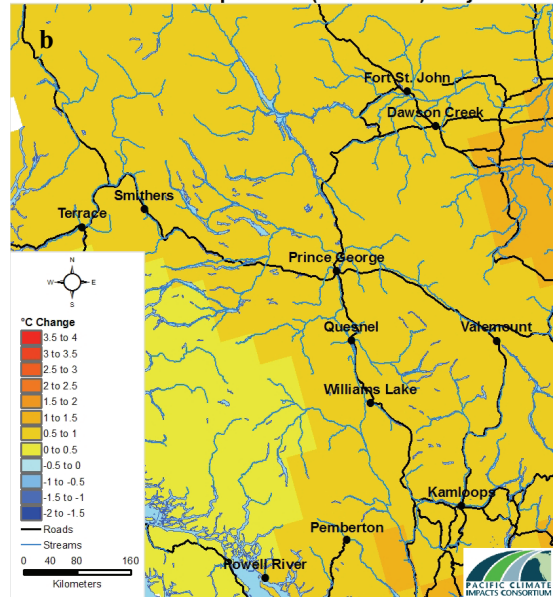 b
Fort St. John
Dawson Creek
Smithers
Terrace
Prince George
Quesnel
Valemount
Williams Lake
Kamloops
Pemberton
Powell River
N
W E
S
°C Change
3.5 to 4
3 to 3.5
2.5 to 3
2 to 2.5
1.5 to 2
1 to 1.5
0.5 to 1
0 to 0.5
-0.5 to 0
-1 to -0.5
-1.5 to -1
-2 to -1.5
Roads
Streams
0 40 80 160
Kilometers
PACIFIC CLIMATE
IMPACTS CONSORTIUM